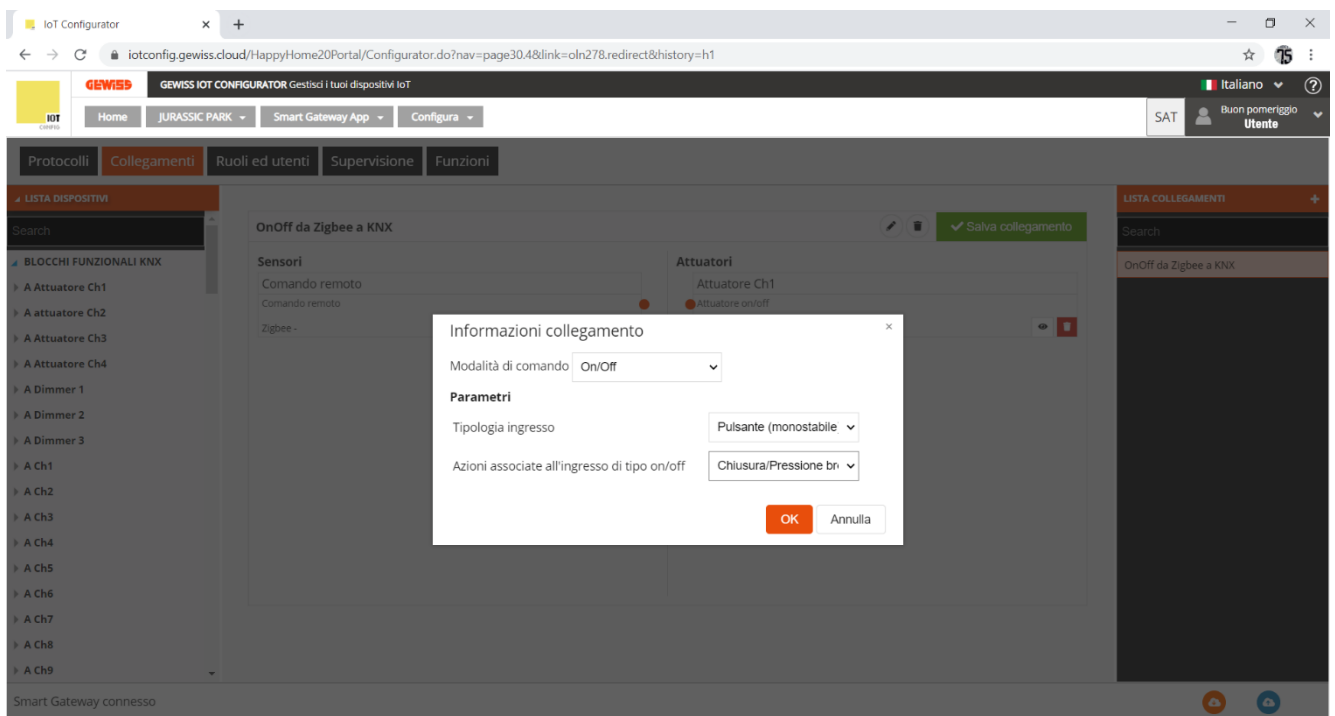 IoT Configurator
iotconfig.gewiss.cloud/HappyHome20Portal/Configurator.do?nav=page30.4&link=oln278.redirect&history=h1
75
IOT
CONFIG
GEWISS
GEWISS IOT CONFIGURATOR Gestisci i tuoi dispositivi IoT
Italiano
Home
JURASSIC PARK
Smart Gateway App
Configura
SAT
Buon pomeriggio
Utente
Protocolli
Collegamenti
Ruoli ed utenti
Supervisione
Funzioni
LISTA DISPOSITIVI
Search
BLOCCHI FUNZIONALI KNX
A Attuatore Ch1
A attuatore Ch2
A Attuatore Ch3
A Attuatore Ch4
A Dimmer 1
A Dimmer 2
A Dimmer 3
A Ch1
A Ch2
A Ch3
A Ch4
A Ch5
A Ch6
A Ch7
A Ch8
A Ch9
OnOff da Zigbee a KNX
Salva collegamento
Sensori
Comando remoto
Comando remoto
Zigbee -
Attuatori
Attuatore Ch1
Attuatore on/off
Informazioni collegamento
Modalità di comando On/Off
Parametri
Tipologia ingresso Pulsante (monostabile
Azioni associate all'ingresso di tipo on/off Chiusura/Pressione br
OK
Annulla
LISTA COLLEGAMENTI
Search
OnOff da Zigbee a KNX
Smart Gateway connesso